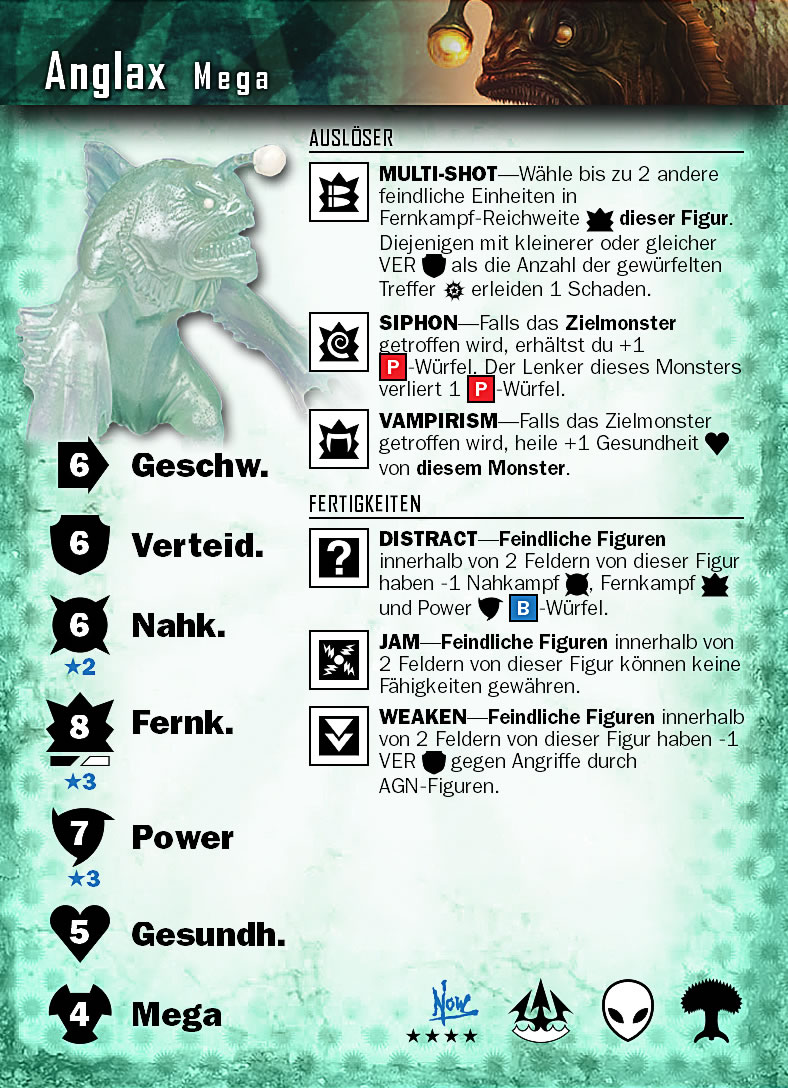 Anglax Mega
AUSLÖSER
MULTI-SHOT—Wähle bis zu 2 andere
feindliche Einheiten in
Fernkampf-Reichweite dieser Figur.
Diejenigen mit kleinerer oder gleicher
VER als die Anzahl der gewürfelten
Treffer erleiden 1 Schaden.
SIPHON—Falls das Zielmonster
getroffen wird, erhältst du +1
P-Würfel. Der Lenker dieses Monsters
verliert 1 P-Würfel.
VAMPIRISM—Falls das Zielmonster
getroffen wird, heile +1 Gesundheit
von diesem Monster.
FERTIGKEITEN
DISTRACT—Feindliche Figuren
innerhalb von 2 Feldern von dieser Figur
haben -1 Nahkampf, Fernkampf
und Power B-Würfel.
JAM—Feindliche Figuren innerhalb von
2 Feldern von dieser Figur können keine
Fähigkeiten gewähren.
WEAKEN—Feindliche Figuren innerhalb
von 2 Feldern von dieser Figur haben -1
VER gegen Angriffe durch
AGN-Figuren.
6 Geschw.
6 Verteid.
6 Nahk.
★2
8 Fernk.
★3
7 Power
★3
5 Gesundh.
4 Mega
Now
★★★★